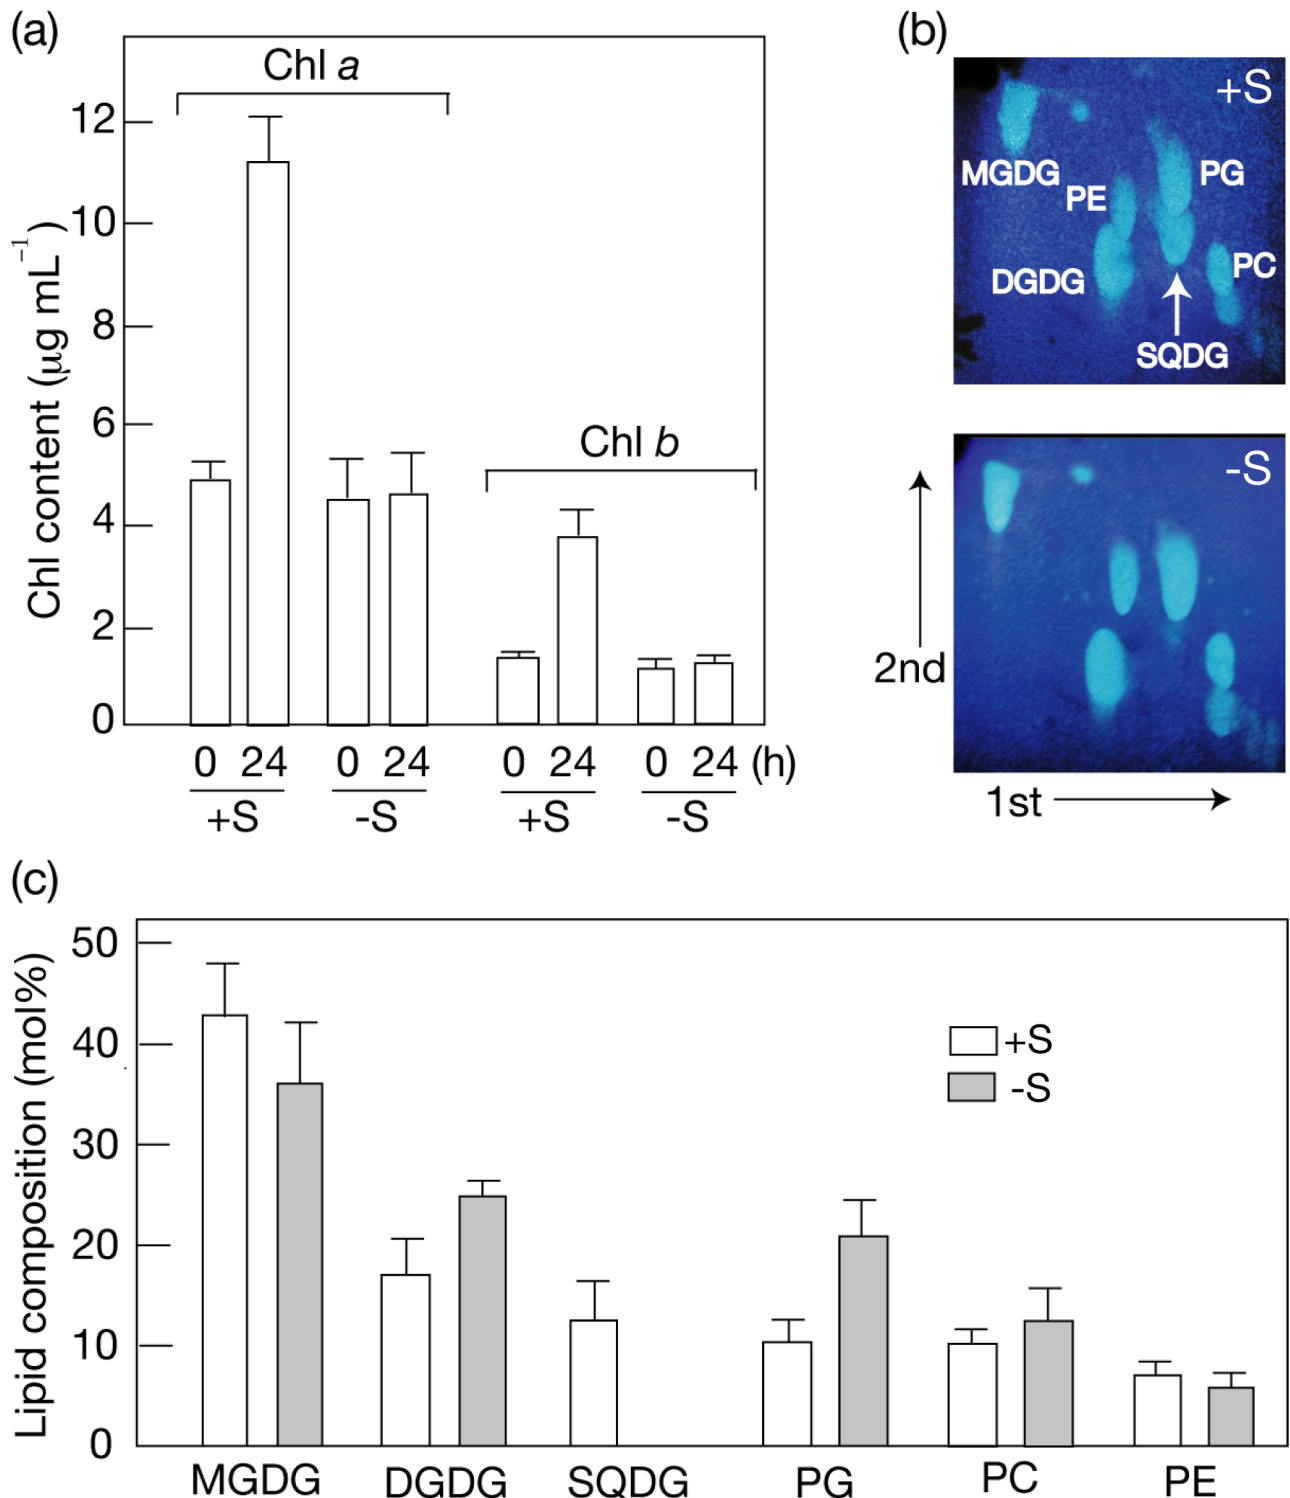 (a)
Chl a
Chl b
Chl content (µg mL⁻¹)
12
10
8
6
4
2
0
0 24 0 24 0 24 0 24 (h)
+S -S +S -S
(b)
+S
MGDG
PE
PG
DGDG
PC
SQDG
-S
2nd
1st
(c)
Lipid composition (mol%)
50
40
30
20
10
0
+S
-S
MGDG DGDG SQDG PG PC PE